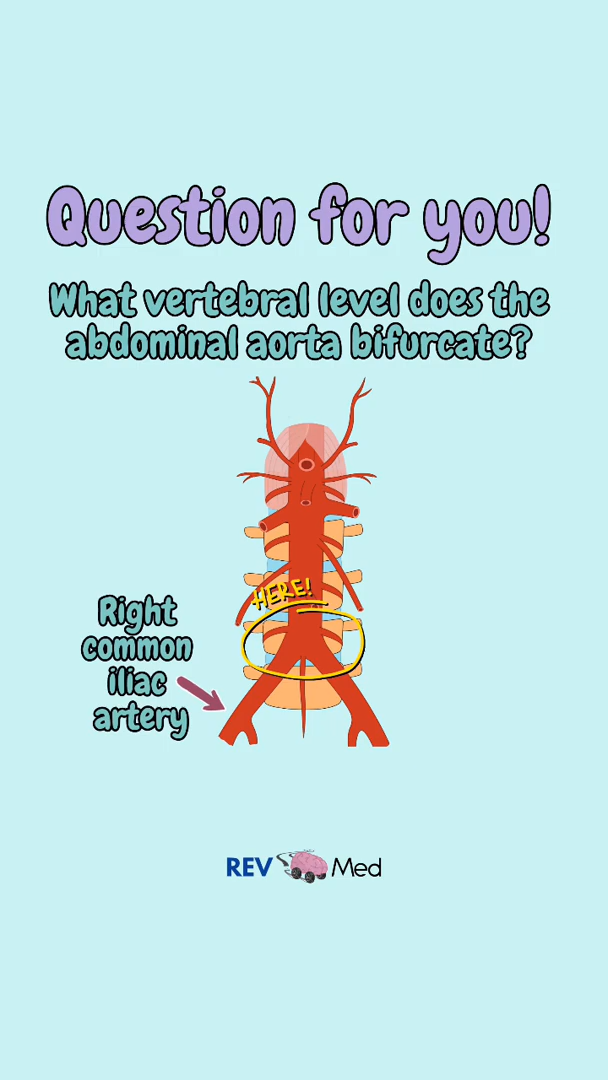 Question for you!
What vertebral level does the
abdominal aorta bifurcate?
HERE!
Right
common
iliac
artery
REV Med